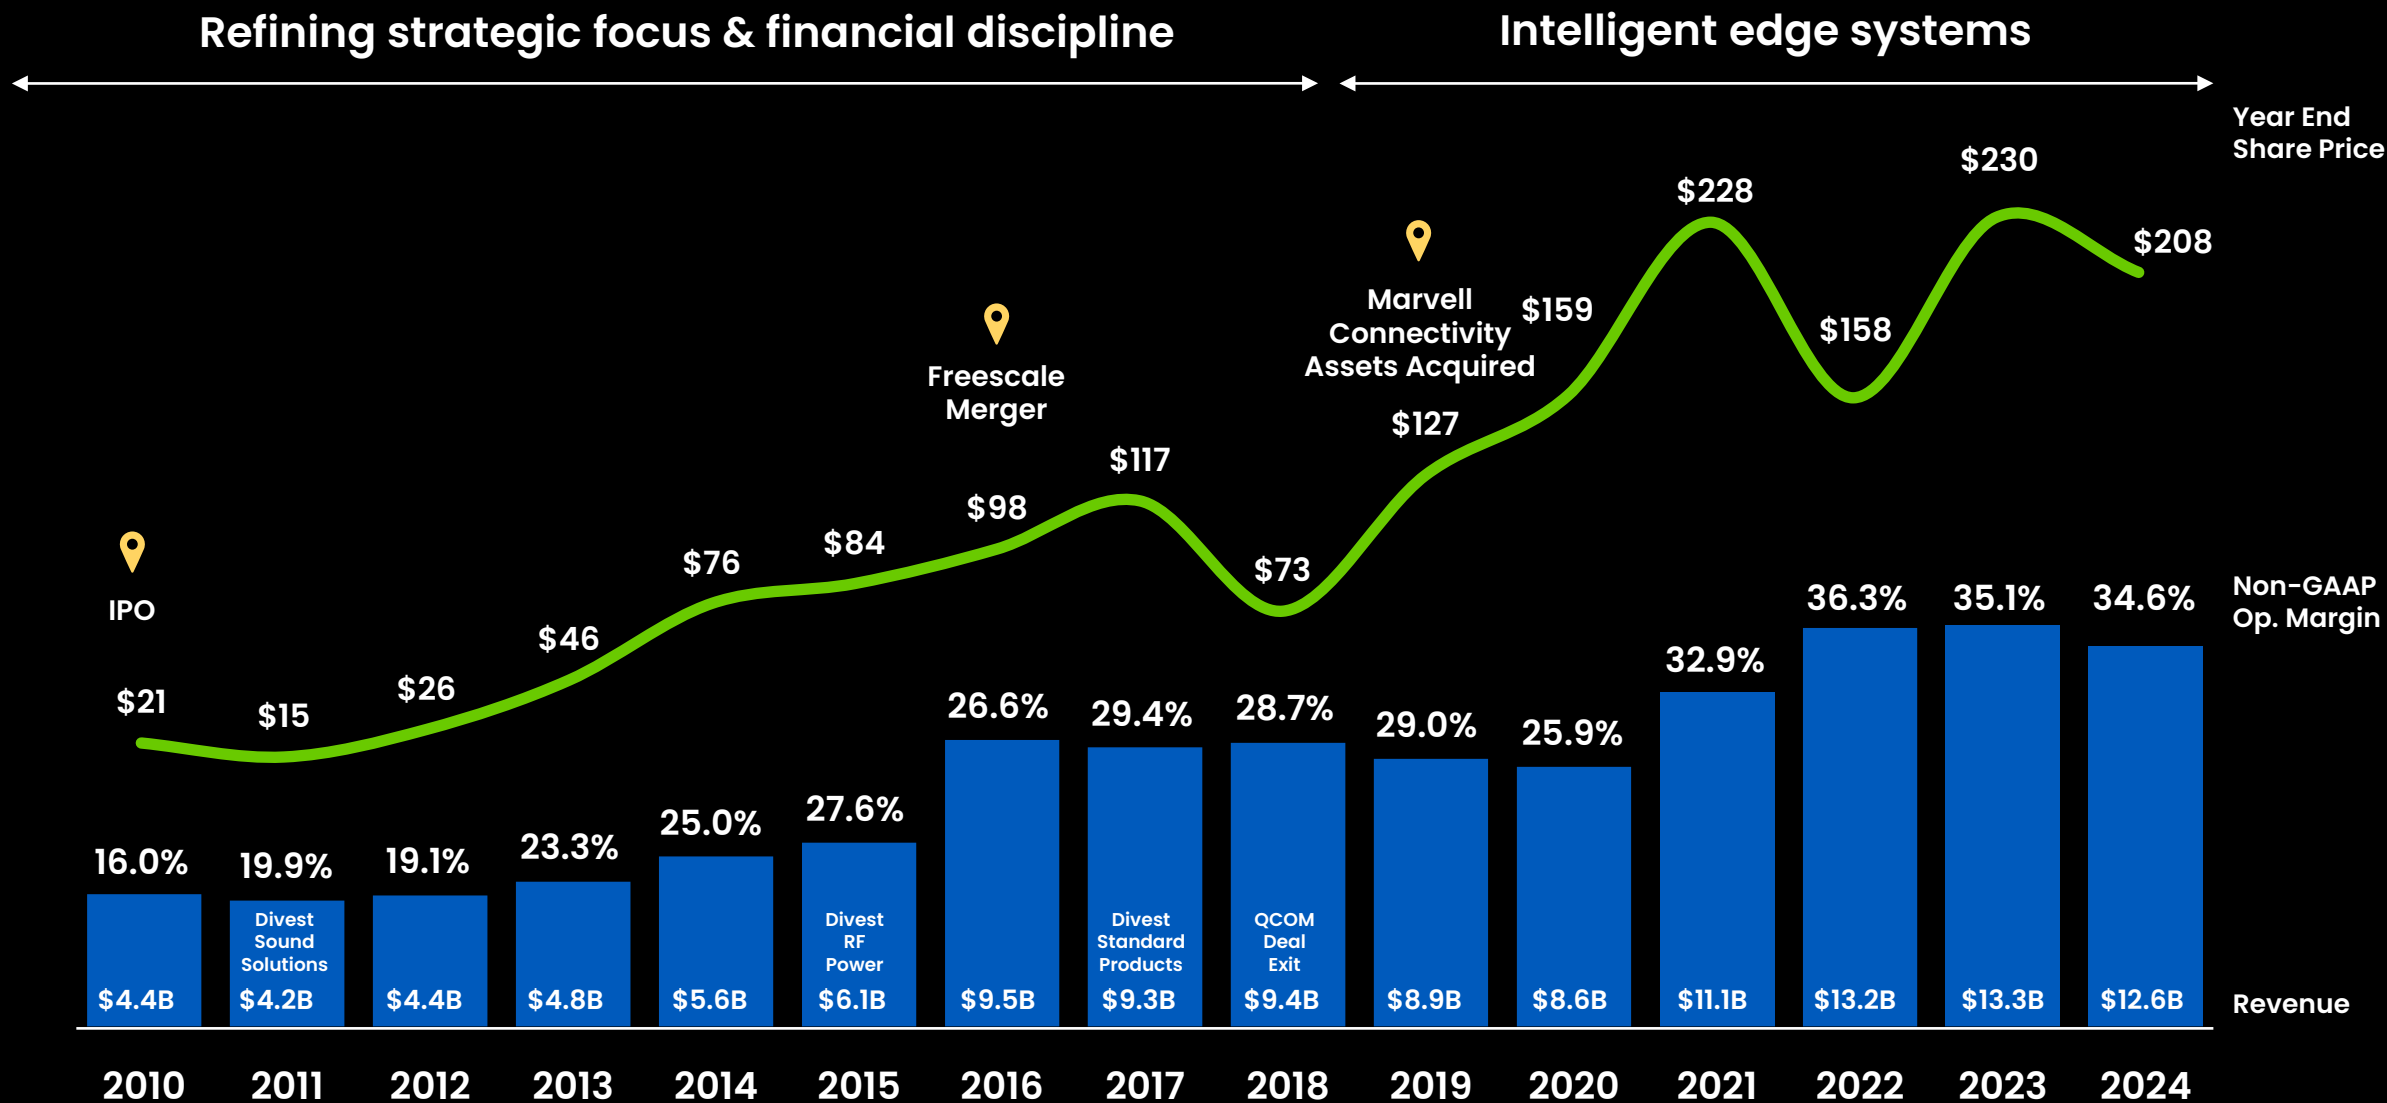 Refining strategic focus & financial discipline
Intelligent edge systems
Year End
Share Price
$230
$228
$208
Marvell
Connectivity
Assets Acquired
$159
$158
Freescale
Merger
$127
$117
$98
$84
$76
$73
IPO
$46
$26
$21
$15
Non-GAAP
Op. Margin
16.0%
19.9%
19.1%
23.3%
25.0%
27.6%
26.6%
29.4%
28.7%
29.0%
25.9%
32.9%
36.3%
35.1%
34.6%
Divest
Sound
Solutions
Divest
RF
Power
Divest
Standard
Products
QCOM
Deal
Exit
$4.4B
$4.2B
$4.4B
$4.8B
$5.6B
$6.1B
$9.5B
$9.3B
$9.4B
$8.9B
$8.6B
$11.1B
$13.2B
$13.3B
$12.6B
Revenue
2010
2011
2012
2013
2014
2015
2016
2017
2018
2019
2020
2021
2022
2023
2024